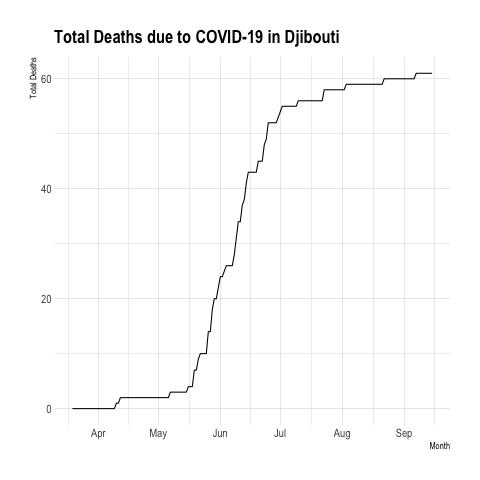 Total Deaths due to COVID-19 in Djibouti
Total Deaths
60
40
20
0
Apr May Jun Jul Aug Sep
Month